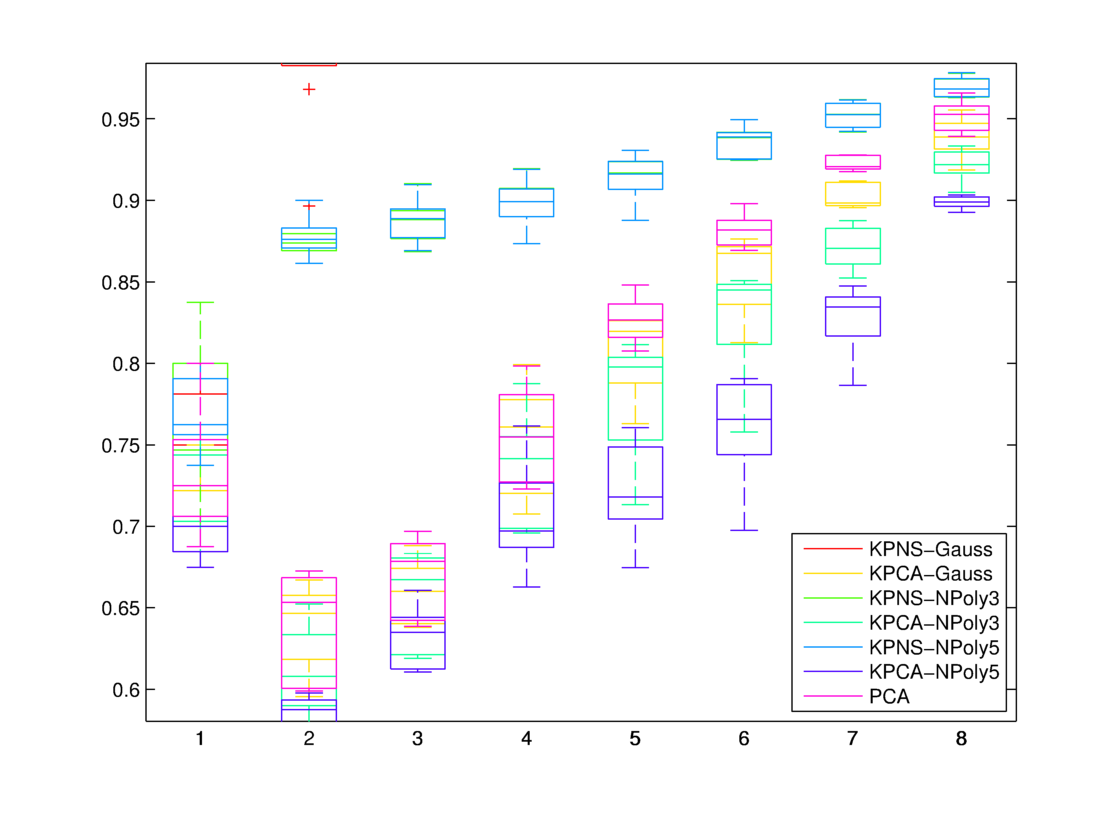 0.95
0.9
0.85
0.8
0.75
0.7
0.65
0.6
1 2 3 4 5 6 7 8
KPNS-Gauss
KPCA-Gauss
KPNS-NPoly3
KPCA-NPoly3
KPNS-NPoly5
KPCA-NPoly5
PCA